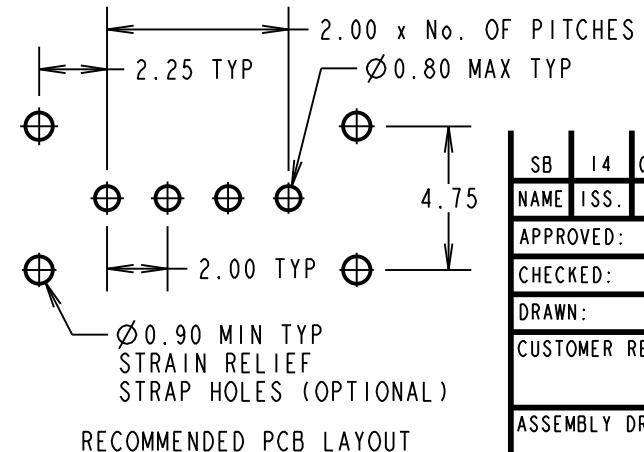 2.00 x No. OF PITCHES
2.25 TYP
Ø0.80 MAX TYP
4.75
2.00 TYP
Ø0.90 MIN TYP
STRAIN RELIEF
STRAP HOLES (OPTIONAL)
RECOMMENDED PCB LAYOUT
SB 14
NAME ISS.
APPROVED:
CHECKED:
DRAWN:
CUSTOMER RE
ASSEMBLY DR